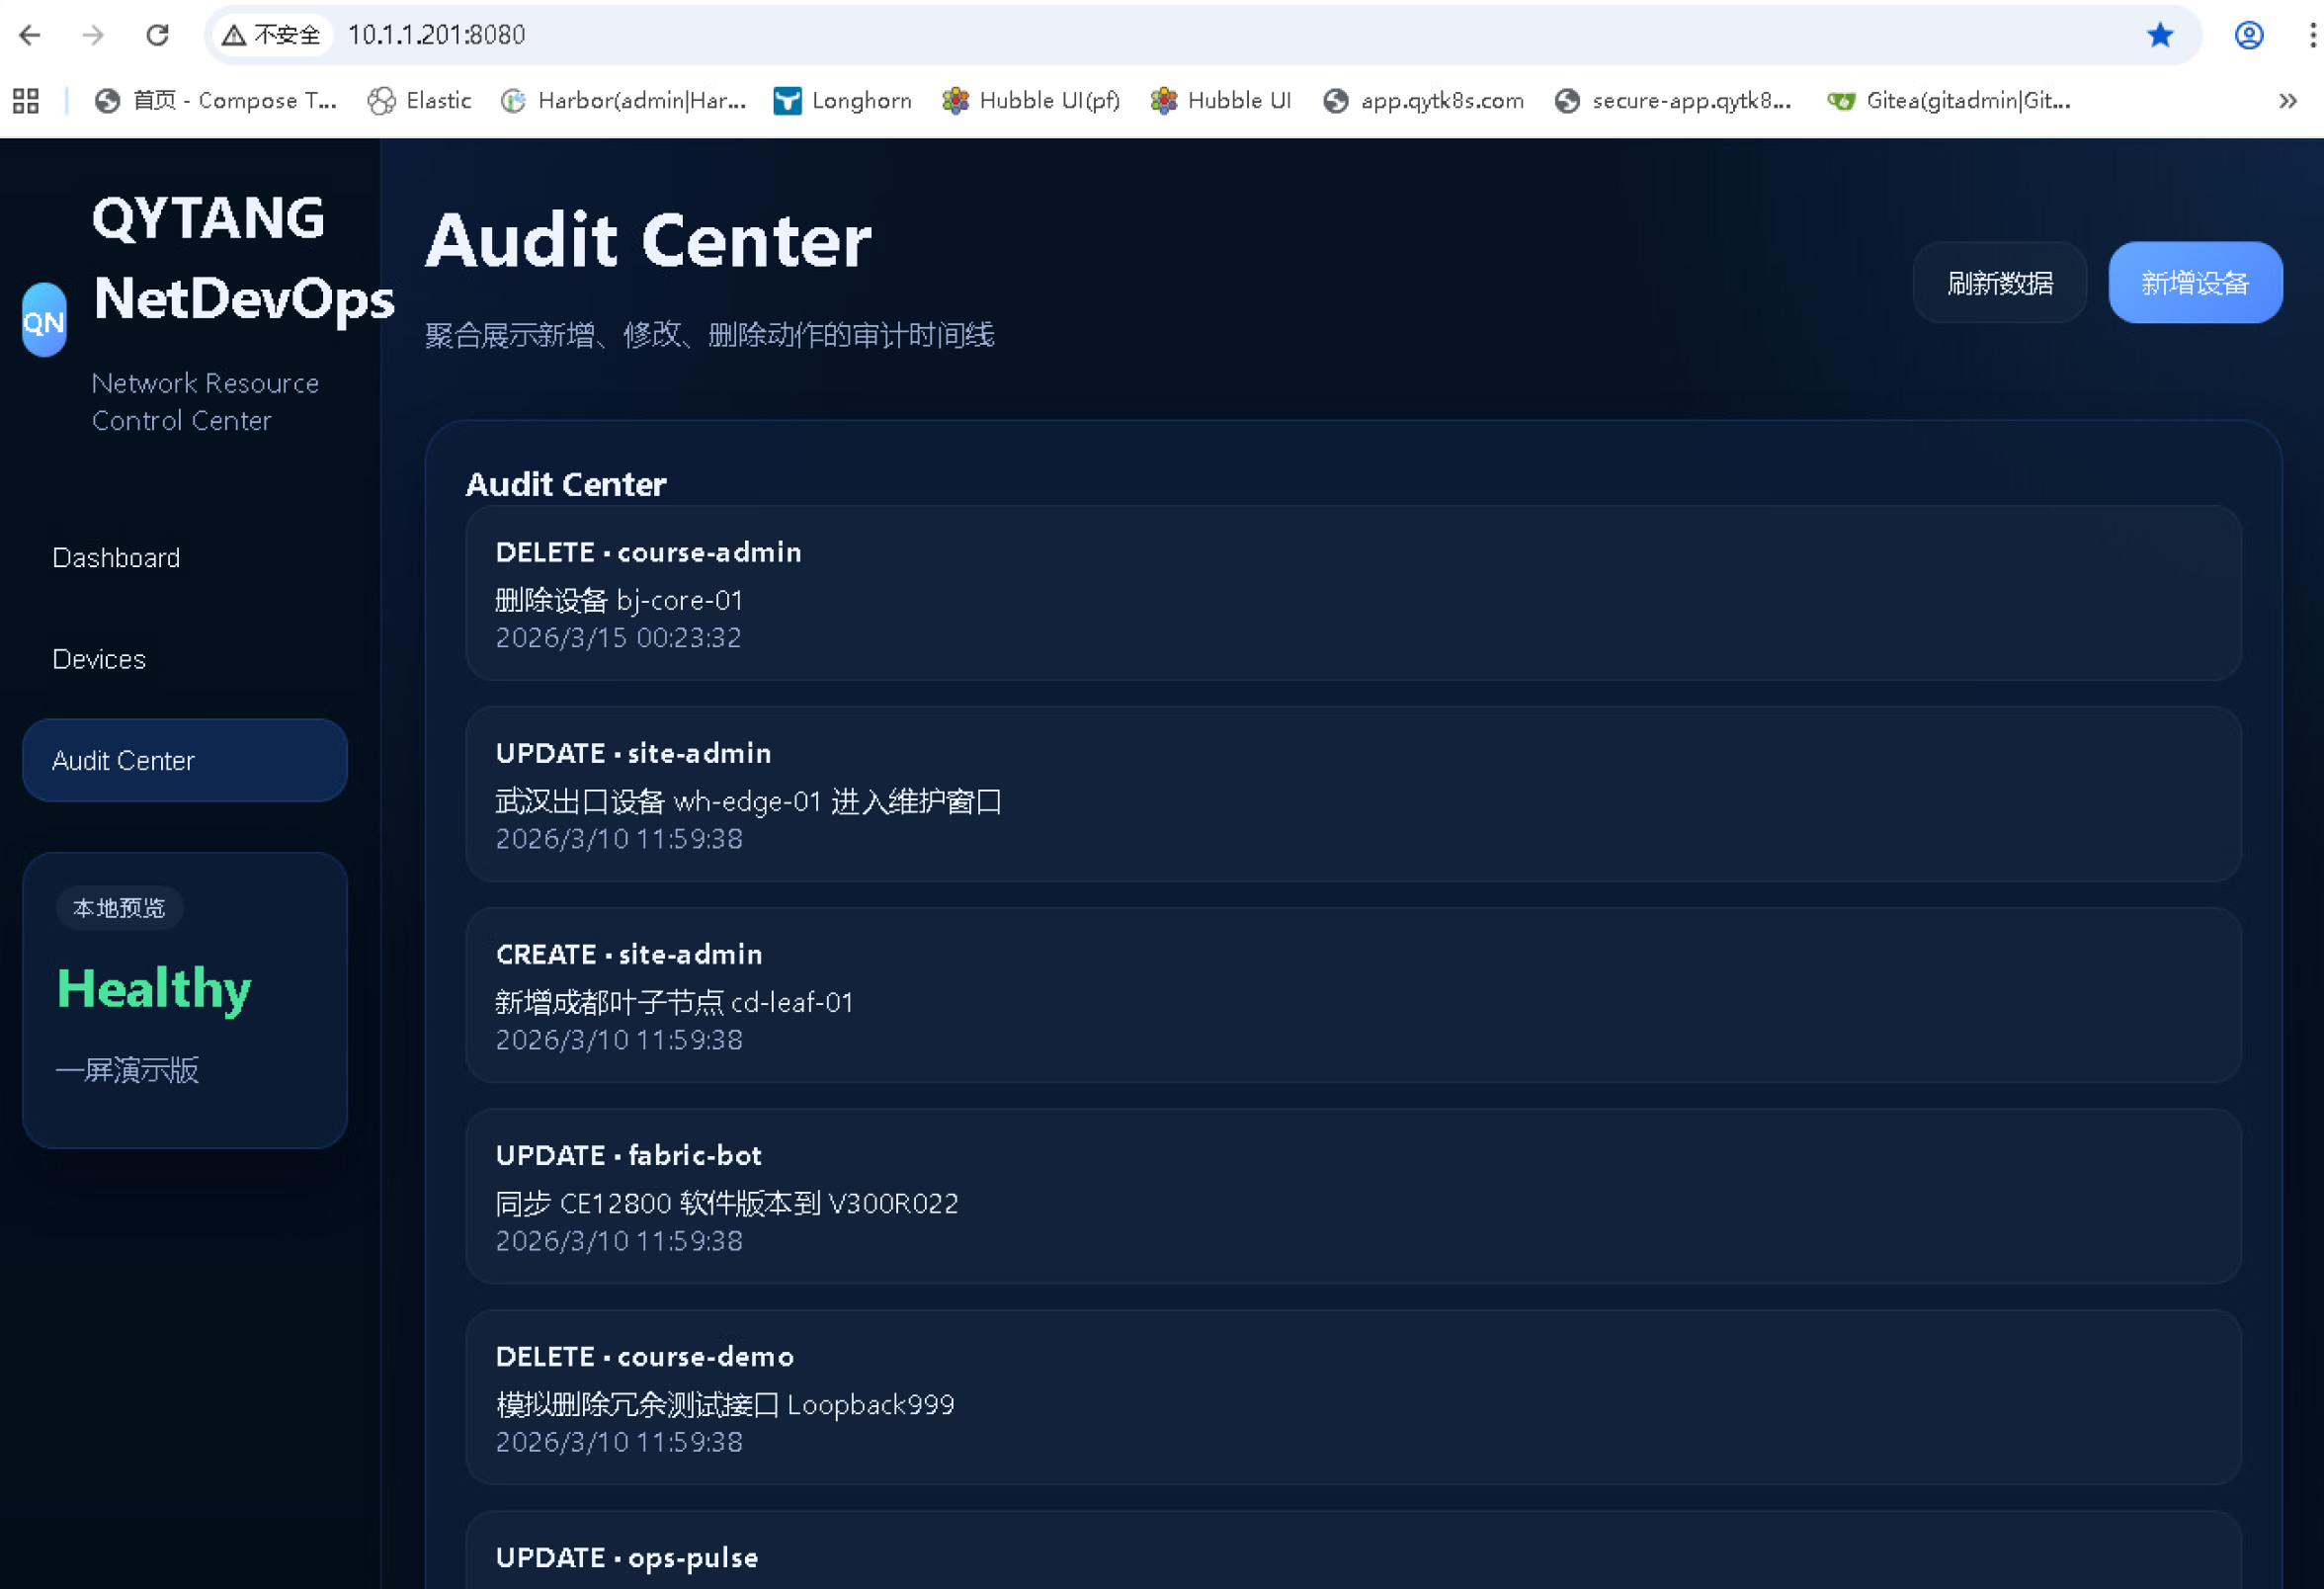 不安全 10.1.1.201:8080
首页 - Compose T... Elastic Harbor(admin|Har... Longhorn Hubble UI(pf) Hubble UI app.qytk8s.com secure-app.qytk8... Gitea(gitadmin|Git... »
QN
QYTANG
NetDevOps
Network Resource
Control Center
Dashboard
Devices
Audit Center
本地预览
Healthy
一屏演示版
Audit Center
聚合展示新增、修改、删除动作的审计时间线
刷新数据 新增设备
Audit Center
DELETE · course-admin
删除设备 bj-core-01
2026/3/15 00:23:32
UPDATE · site-admin
武汉出口设备 wh-edge-01 进入维护窗口
2026/3/10 11:59:38
CREATE · site-admin
新增成都叶子节点 cd-leaf-01
2026/3/10 11:59:38
UPDATE · fabric-bot
同步 CE12800 软件版本到 V300R022
2026/3/10 11:59:38
DELETE · course-demo
模拟删除冗余测试接口 Loopback999
2026/3/10 11:59:38
UPDATE · ops-pulse